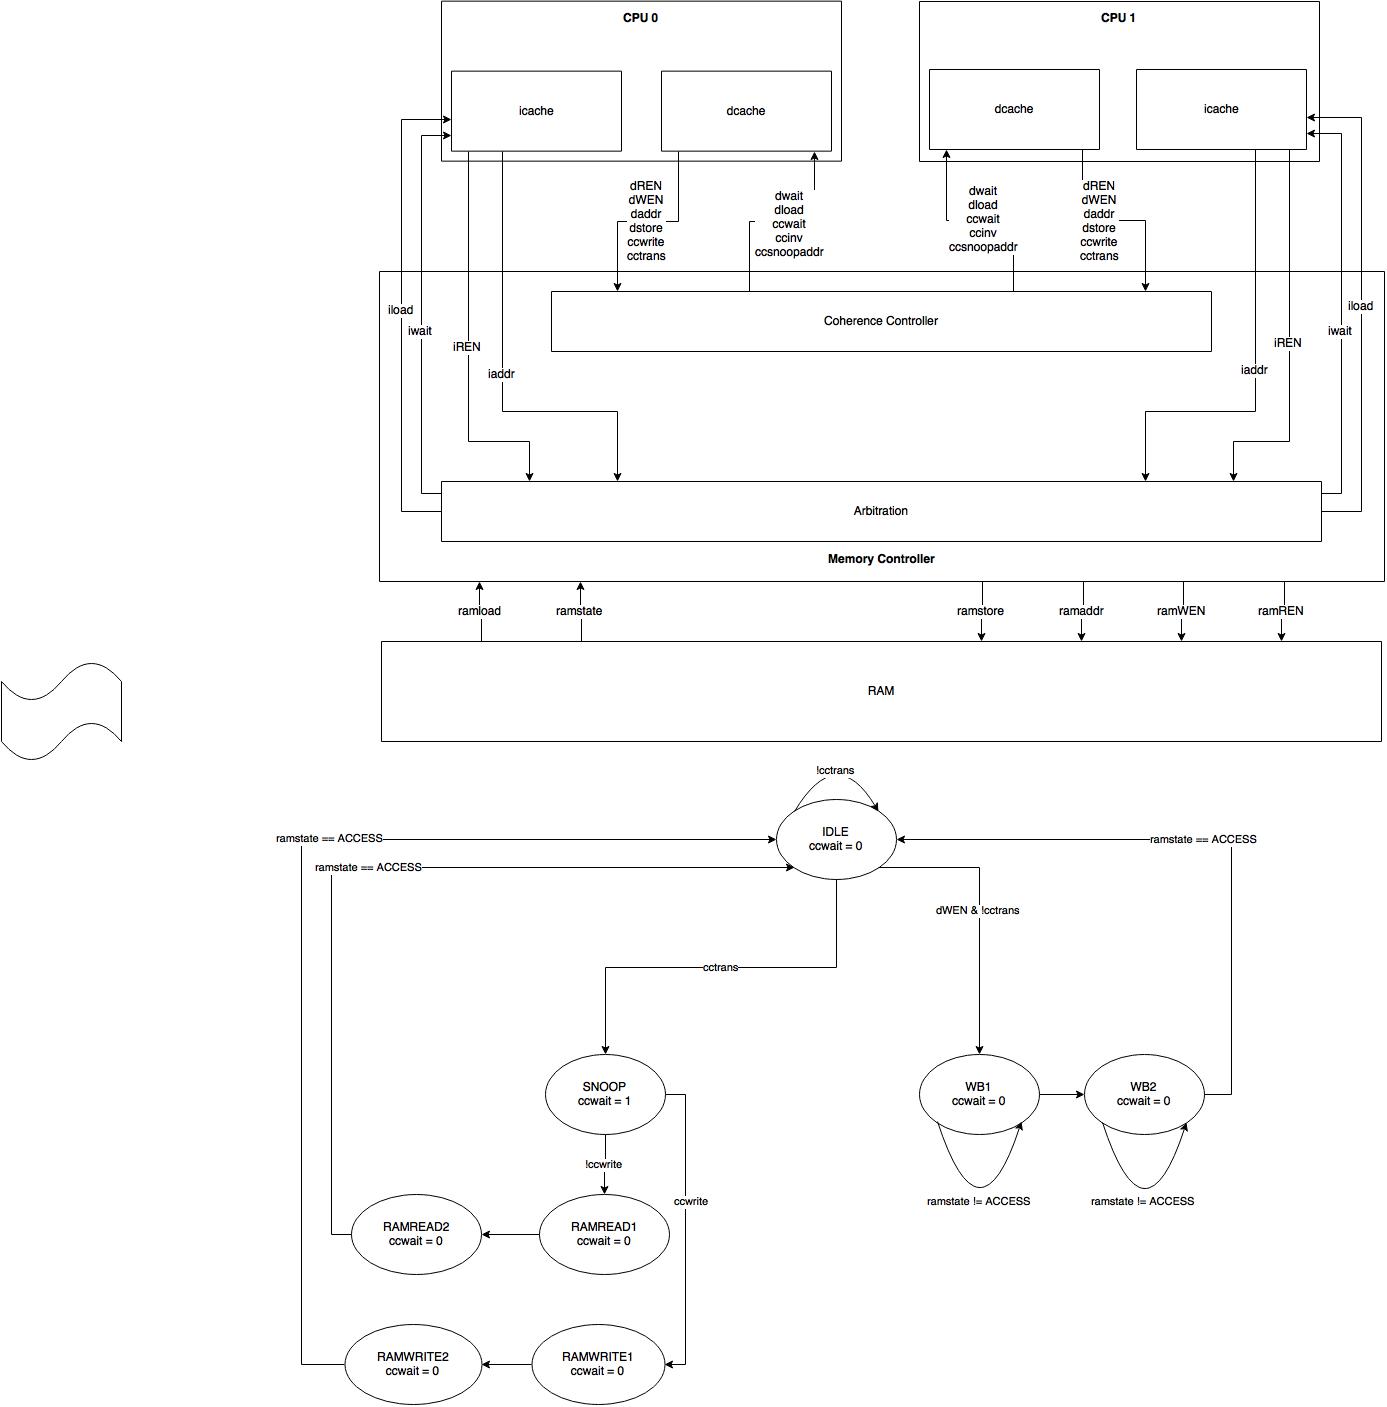 CPU 0
CPU 1
icache
dcache
dcache
icache
dREN
dWEN
daddr
dstore
ccwrite
cctrans
dwait
dload
ccwait
ccinv
ccsnoopaddr
dwait
dload
ccwait
ccinv
ccsnoopaddr
dREN
dWEN
daddr
dstore
ccwrite
cctrans
iload
iwait
iREN
iaddr
Coherence Controller
iaddr
iREN
iwait
iload
Arbitration
Memory Controller
ramload
ramstate
ramstore
ramaddr
ramWEN
ramREN
RAM
!cctrans
IDLE
ccwait = 0
ramstate == ACCESS
ramstate == ACCESS
ramstate == ACCESS
dWEN & !cctrans
cctrans
SNOOP
ccwait = 1
WB1
ccwait = 0
WB2
ccwait = 0
!ccwrite
ccwrite
ramstate != ACCESS
ramstate != ACCESS
RAMREAD2
ccwait = 0
RAMREAD1
ccwait = 0
RAMWRITE2
ccwait = 0
RAMWRITE1
ccwait = 0